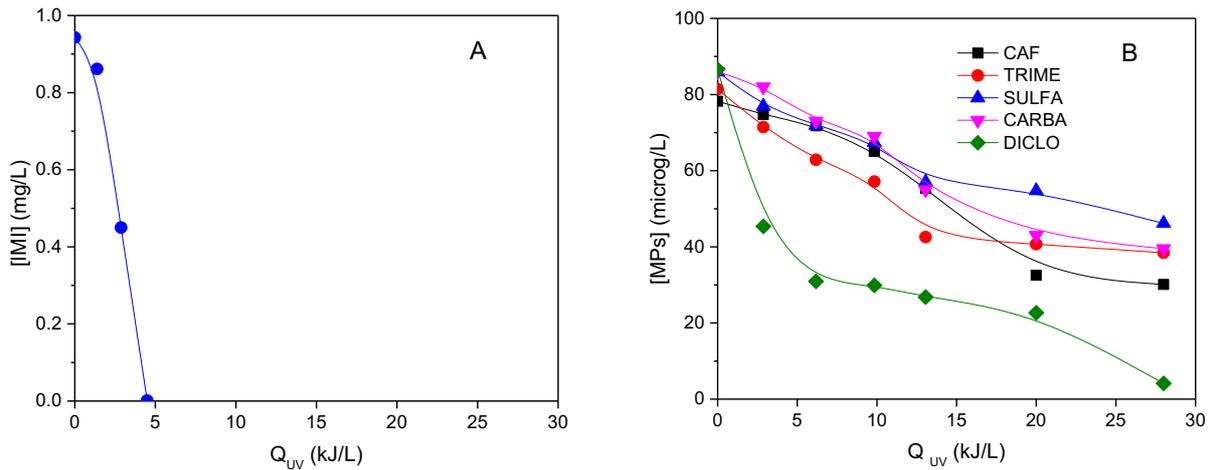 A
[IMI] (mg/L)
1.0
0.8
0.6
0.4
0.2
0.0
0 5 10 15 20 25 30
Q_UV (kJ/L)
B
[MPs] (microg/L)
100
80
60
40
20
0
CAF
TRIME
SULFA
CARBA
DICLO
0 5 10 15 20 25 30
Q UV (kJ/L)